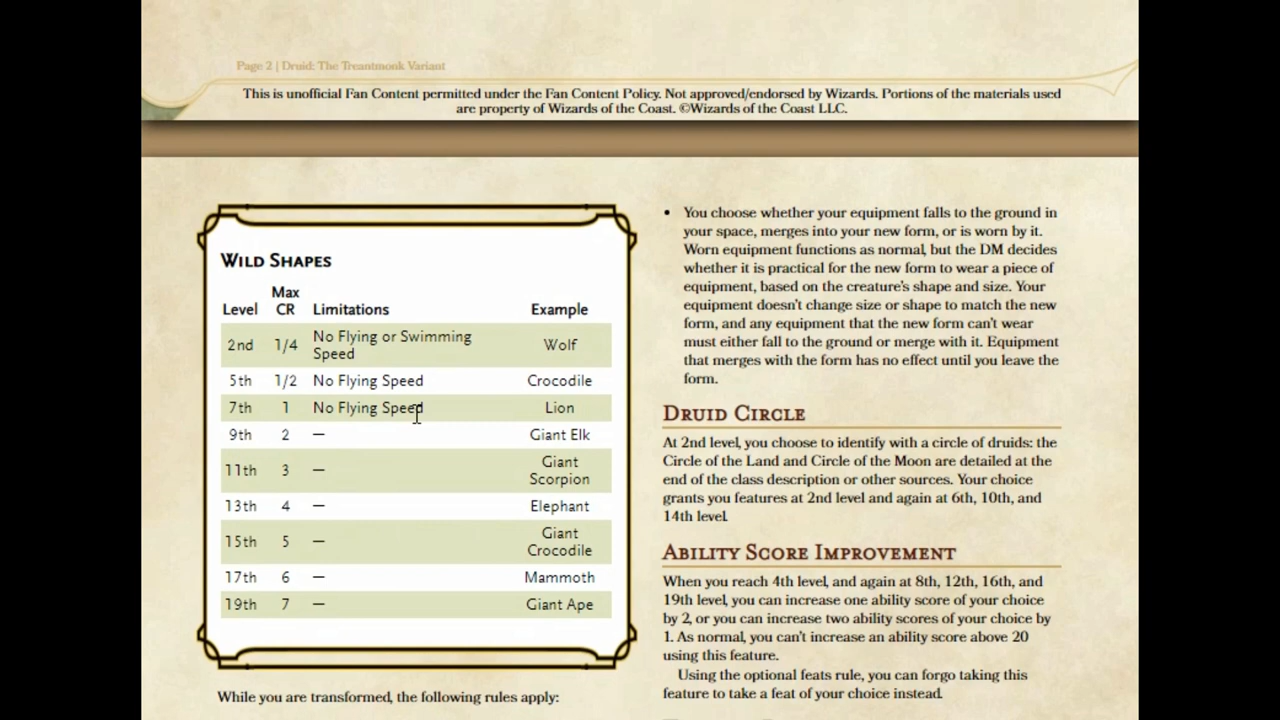 Page 2 | Druid: The Treantmonk Variant
This is unofficial Fan Content permitted under the Fan Content Policy. Not approved/endorsed by Wizards. Portions of the materials used
are property of Wizards of the Coast. ©Wizards of the Coast LLC.
Wild Shapes
Level Max CR Limitations Example
2nd 1/4 No Flying or Swimming Speed Wolf
5th 1/2 No Flying Speed Crocodile
7th 1 No Flying Speed Lion
9th 2 — Giant Elk
11th 3 — Giant Scorpion
13th 4 — Elephant
15th 5 — Giant Crocodile
17th 6 — Mammoth
19th 7 — Giant Ape
While you are transformed, the following rules apply:
• You choose whether your equipment falls to the ground in
your space, merges into your new form, or is worn by it.
Worn equipment functions as normal, but the DM decides
whether it is practical for the new form to wear a piece of
equipment, based on the creature's shape and size. Your
equipment doesn't change size or shape to match the new
form, and any equipment that the new form can't wear
must either fall to the ground or merge with it. Equipment
that merges with the form has no effect until you leave the
form.
Druid Circle
At 2nd level, you choose to identify with a circle of druids: the
Circle of the Land and Circle of the Moon are detailed at the
end of the class description or other sources. Your choice
grants you features at 2nd level and again at 6th, 10th, and
14th level.
Ability Score Improvement
When you reach 4th level, and again at 8th, 12th, 16th, and
19th level, you can increase one ability score of your choice
by 2, or you can increase two ability scores of your choice by
1. As normal, you can't increase an ability score above 20
using this feature.
Using the optional feats rule, you can forgo taking this
feature to take a feat of your choice instead.